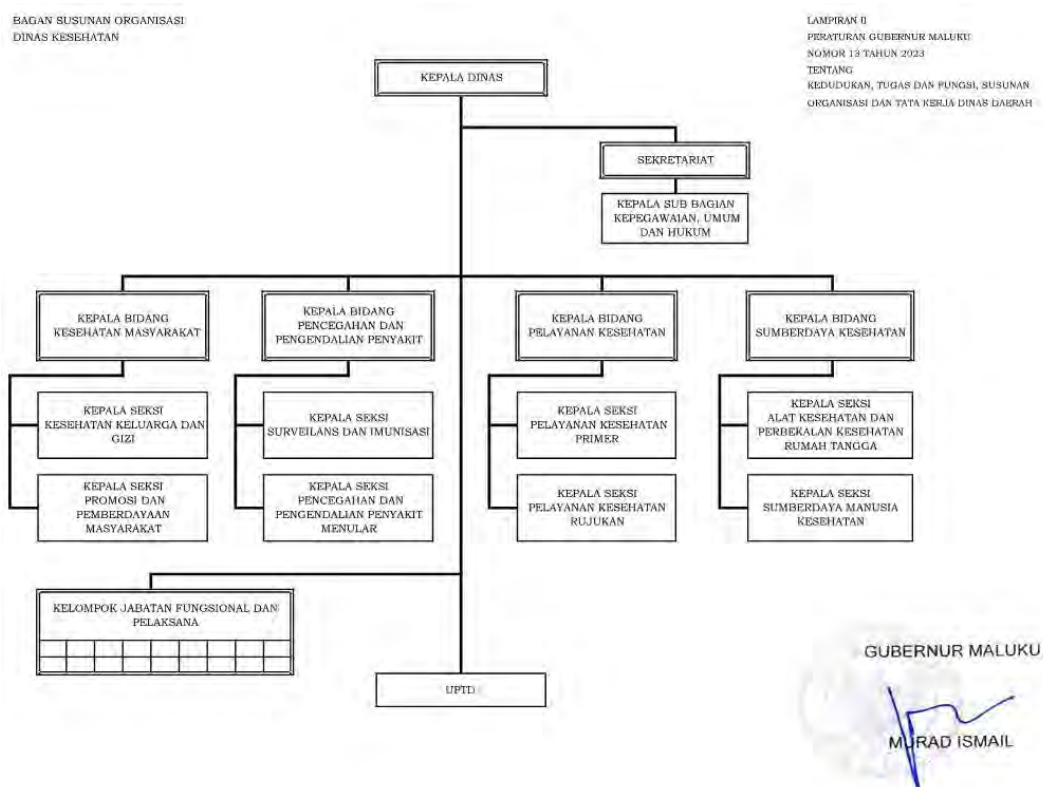 BAGAN SUSUNAN ORGANISASI
DINAS KESEHATAN
LAMPIRAN II
PERATURAN GUBERNUR MALUKU
NOMOR 13 TAHUN 2023
TENTANG
KEDUDUKAN, TUGAS DAN FUNGSI, SUSUNAN
ORGANISASI DAN TATA KERJA DINAS DAERAH
KEPALA DINAS
SEKRETARIAT
KEPALA SUB BAGIAN
KEPEGAWAIAN, UMUM
DAN HUKUM
KEPALA BIDANG
KESEHATAN MASYARAKAT
KEPALA BIDANG
PENCEGAHAN DAN
PENGENDALIAN PENYAKIT
KEPALA BIDANG
PELAYANAN KESEHATAN
KEPALA BIDANG
SUMBERDAYA KESEHATAN
KEPALA SEKSI
KESEHATAN KELUARGA DAN
GIZI
KEPALA SEKSI
SURVEILANS DAN IMUNISASI
KEPALA SEKSI
PELAYANAN KESEHATAN
PRIMER
KEPALA SEKSI
ALAT KESEHATAN DAN
PERBEKALAN KESEHATAN
RUMAH TANGGA
KEPALA SEKSI
PROMOSI DAN
PEMBERDAYAAN
MASYARAKAT
KEPALA SEKSI
PENCEGAHAN DAN
PENGENDALIAN PENYAKIT
MENULAR
KEPALA SEKSI
PELAYANAN KESEHATAN
RUJUKAN
KEPALA SEKSI
SUMBERDAYA MANUSIA
KESEHATAN
KELOMPOK JABATAN FUNGSIONAL DAN
PELAKSANA
UPTD
GUBERNUR MALUKU
MURAD ISMAIL